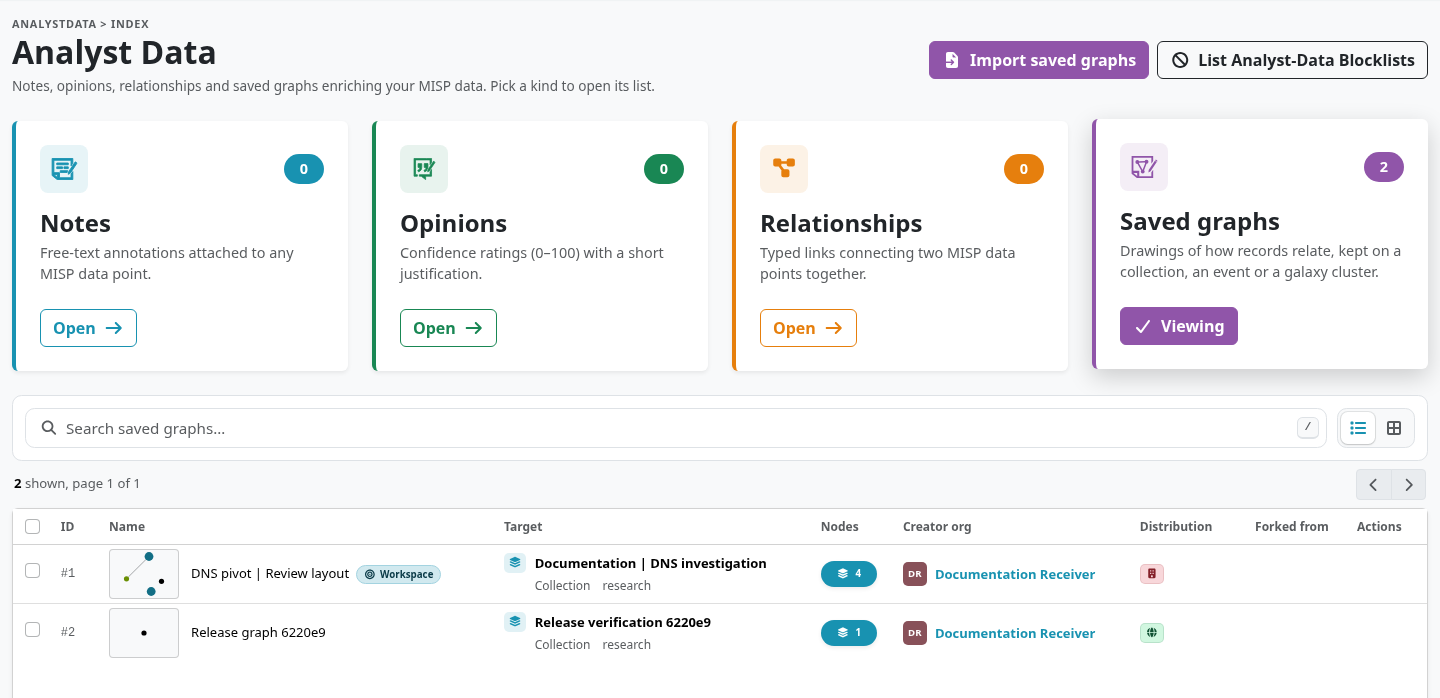 ANALYSTDATA > INDEX
Analyst Data
Notes, opinions, relationships and saved graphs enriching your MISP data. Pick a kind to open its list.
Import saved graphs
List Analyst-Data Blocklists
0
Notes
Free-text annotations attached to any
MISP data point.
Open
0
Opinions
Confidence ratings (0–100) with a short
justification.
Open
0
Relationships
Typed links connecting two MISP data
points together.
Open
2
Saved graphs
Drawings of how records relate, kept on a
collection, an event or a galaxy cluster.
Viewing
Search saved graphs...
/
2 shown, page 1 of 1
ID Name Target Nodes Creator org Distribution Forked from Actions
#1 DNS pivot | Review layout Workspace Documentation | DNS investigation 4 DR Documentation Receiver
Collection research
#2 Release graph 6220e9 Release verification 6220e9 1 DR Documentation Receiver
Collection research